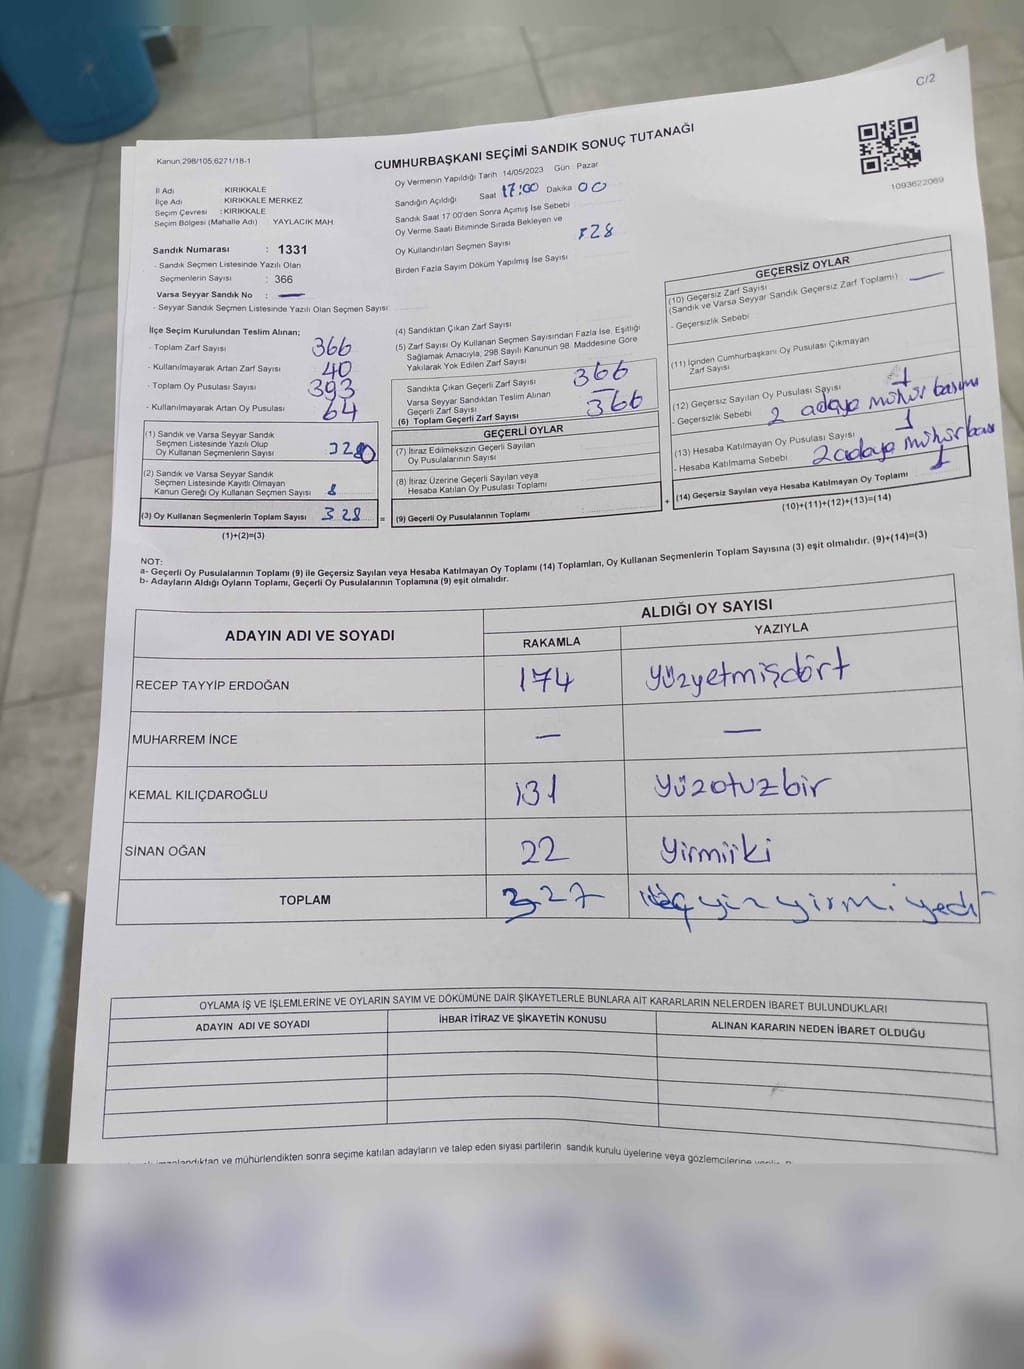 C/2
Kanun:298/105,6271/18-1
CUMHURBAŞKANI SEÇİMİ SANDIK SONUÇ TUTANAĞI
1093622069
İl Adı : KIRIKKALE
İlçe Adı : KIRIKKALE MERKEZ
Seçim Çevresi : KIRIKKALE
Seçim Bölgesi (Mahalle Adı) : YAYLACIK MAH.
Oy Vermenin Yapıldığı Tarih : 14/05/2023 Gün : Pazar
Sandığın Açıldığı Saat 17:00 Dakika 00
Sandık Saat 17 00'den Sonra Açımış İse Sebebi
Oy Verme Saati Bitiminde Sırada Bekleyen ve
Oy Kullandırılan Seçmen Sayısı
Birden Fazla Sayım Döküm Yapılmış İse Sayısı
Sandık Numarası : 1331
- Sandık Seçmen Listesinde Yazılı Olan
Seçmenlerin Sayısı : 366
Varsa Seyyar Sandık No : —
- Seyyar Sandık Seçmen Listesinde Yazılı Olan Seçmen Sayısı:
İlçe Seçim Kurulundan Teslim Alınan;
- Toplam Zarf Sayısı 366
- Kullanılmayarak Artan Zarf Sayısı 40
- Toplam Oy Pusulası Sayısı 393
- Kullanılmayarak Artan Oy Pusulası 64
(1) Sandık ve Varsa Seyyar Sandık
Seçmen Listesinde Yazılı Olup
Oy Kullanan Seçmenlerin Sayısı
(2) Sandık ve Varsa Seyyar Sandık
Seçmen Listesinde Kayıtlı Olmayan
Kanun Gereği Oy Kullanan Seçmen Sayısı 8
(3) Oy Kullanan Seçmenlerin Toplam Sayısı 328 =
(1)+(2)=(3)
(4) Sandıktan Çıkan Zarf Sayısı
(5) Zarf Sayısı Oy Kullanan Seçmen Sayısından Fazla İse, Eşitliği
Sağlamak Amacıyla, 298 Sayılı Kanunun 98. Maddesine Göre
Yakılarak Yok Edilen Zarf Sayısı
Sandıkta Çıkan Geçerli Zarf Sayısı 366
Varsa Seyyar Sandıktan Teslim Alınan
Geçerli Zarf Sayısı
(6) Toplam Geçerli Zarf Sayısı 366
GEÇERLİ OYLAR
(7) İtiraz Edilmeksizin Geçerli Sayılan
Oy Pusulalarının Sayısı
(8) İtiraz Üzerine Geçerli Sayılan veya
Hesaba Katılan Oy Pusulası Toplamı
(9) Geçerli Oy Pusulalarının Toplamı +
GEÇERSİZ OYLAR
(10) Geçersiz Zarf Sayısı
(Sandık ve Varsa Seyyar Sandık Geçersiz Zarf Toplamı) —
- Geçersizlik Sebebi
(11) İçinden Cumhurbaşkanı Oy Pusulası Çıkmayan
Zarf Sayısı
(12) Geçersiz Sayılan Oy Pusulası Sayısı 1
- Geçersizlik Sebebi 2 adaya mühür basımı
(13) Hesaba Katılmayan Oy Pusulası Sayısı 1
- Hesaba Katılmama Sebebi 2 adaya mühür
(14) Geçersiz Sayılan veya Hesaba Katılmayan Oy Toplamı 1
(10)+(11)+(12)+(13)=(14)
NOT:
a- Geçerli Oy Pusulalarının Toplamı (9) ile Geçersiz Sayılan veya Hesaba Katılmayan Oy Toplamı (14) Toplamları, Oy Kullanan Seçmenlerin Toplam Sayısına (3) eşit olmalıdır. (9)+(14)=(3)
b- Adayların Aldığı Oyların Toplamı, Geçerli Oy Pusulalarının Toplamına (9) eşit olmalıdır.
ADAYIN ADI VE SOYADI
ALDIĞI OY SAYISI
RAKAMLA YAZIYLA
RECEP TAYYİP ERDOĞAN 174 Yüzyetmişdört
MUHARREM İNCE — —
KEMAL KILIÇDAROĞLU 131 Yüzotuzbir
SİNAN OĞAN 22 Yirmiiki
TOPLAM 327 üçyüzyirmiyedi
OYLAMA İŞ VE İŞLEMLERİNE VE OYLARIN SAYIM VE DÖKÜMÜNE DAİR ŞİKAYETLERLE BUNLARA AİT KARARLARIN NELERDEN İBARET BULUNDUKLARI
ADAYIN ADI VE SOYADI İHBAR İTİRAZ VE ŞİKAYETİN KONUSU ALINAN KARARIN NEDEN İBARET OLDUĞU
ve mühürlendikten sonra seçime katılan adayların ve talep eden siyasi partilerin sandık kurulu üyelerine veya gözlemcilerine